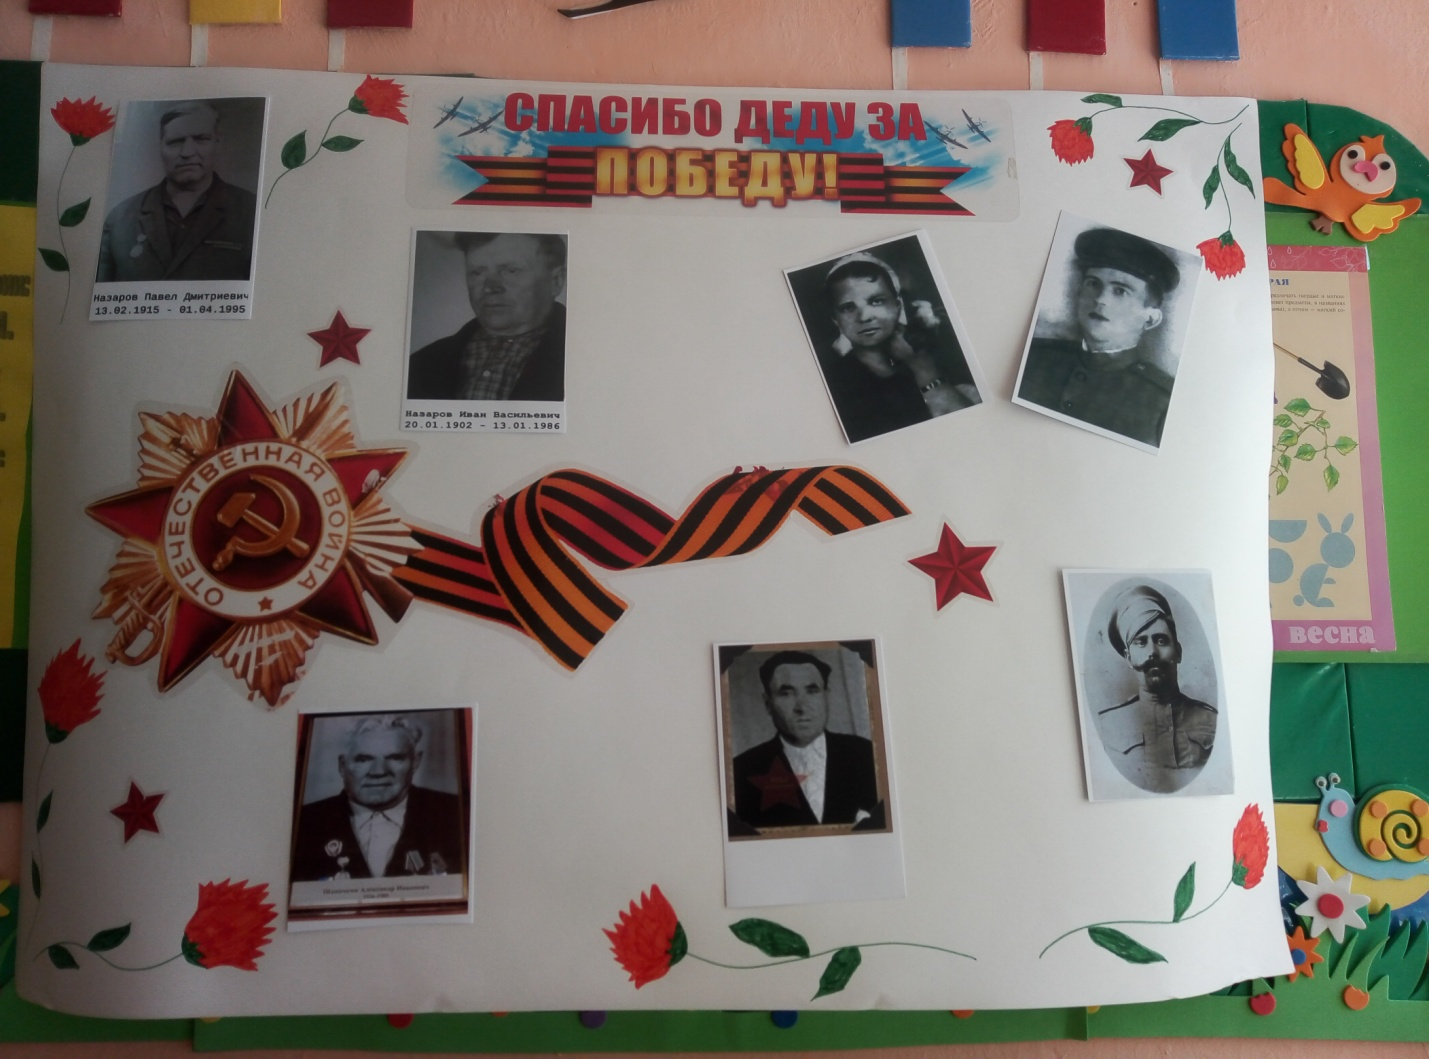 СПАСИБО ДЕДУ ЗА
ПОБЕДУ!
Назаров Павел Дмитриевич
13.02.1915 - 01.04.1995
Назаров Иван Васильевич
20.01.1902 - 13.01.1986
ОТЕЧЕСТВЕННАЯ ВОЙНА
весна